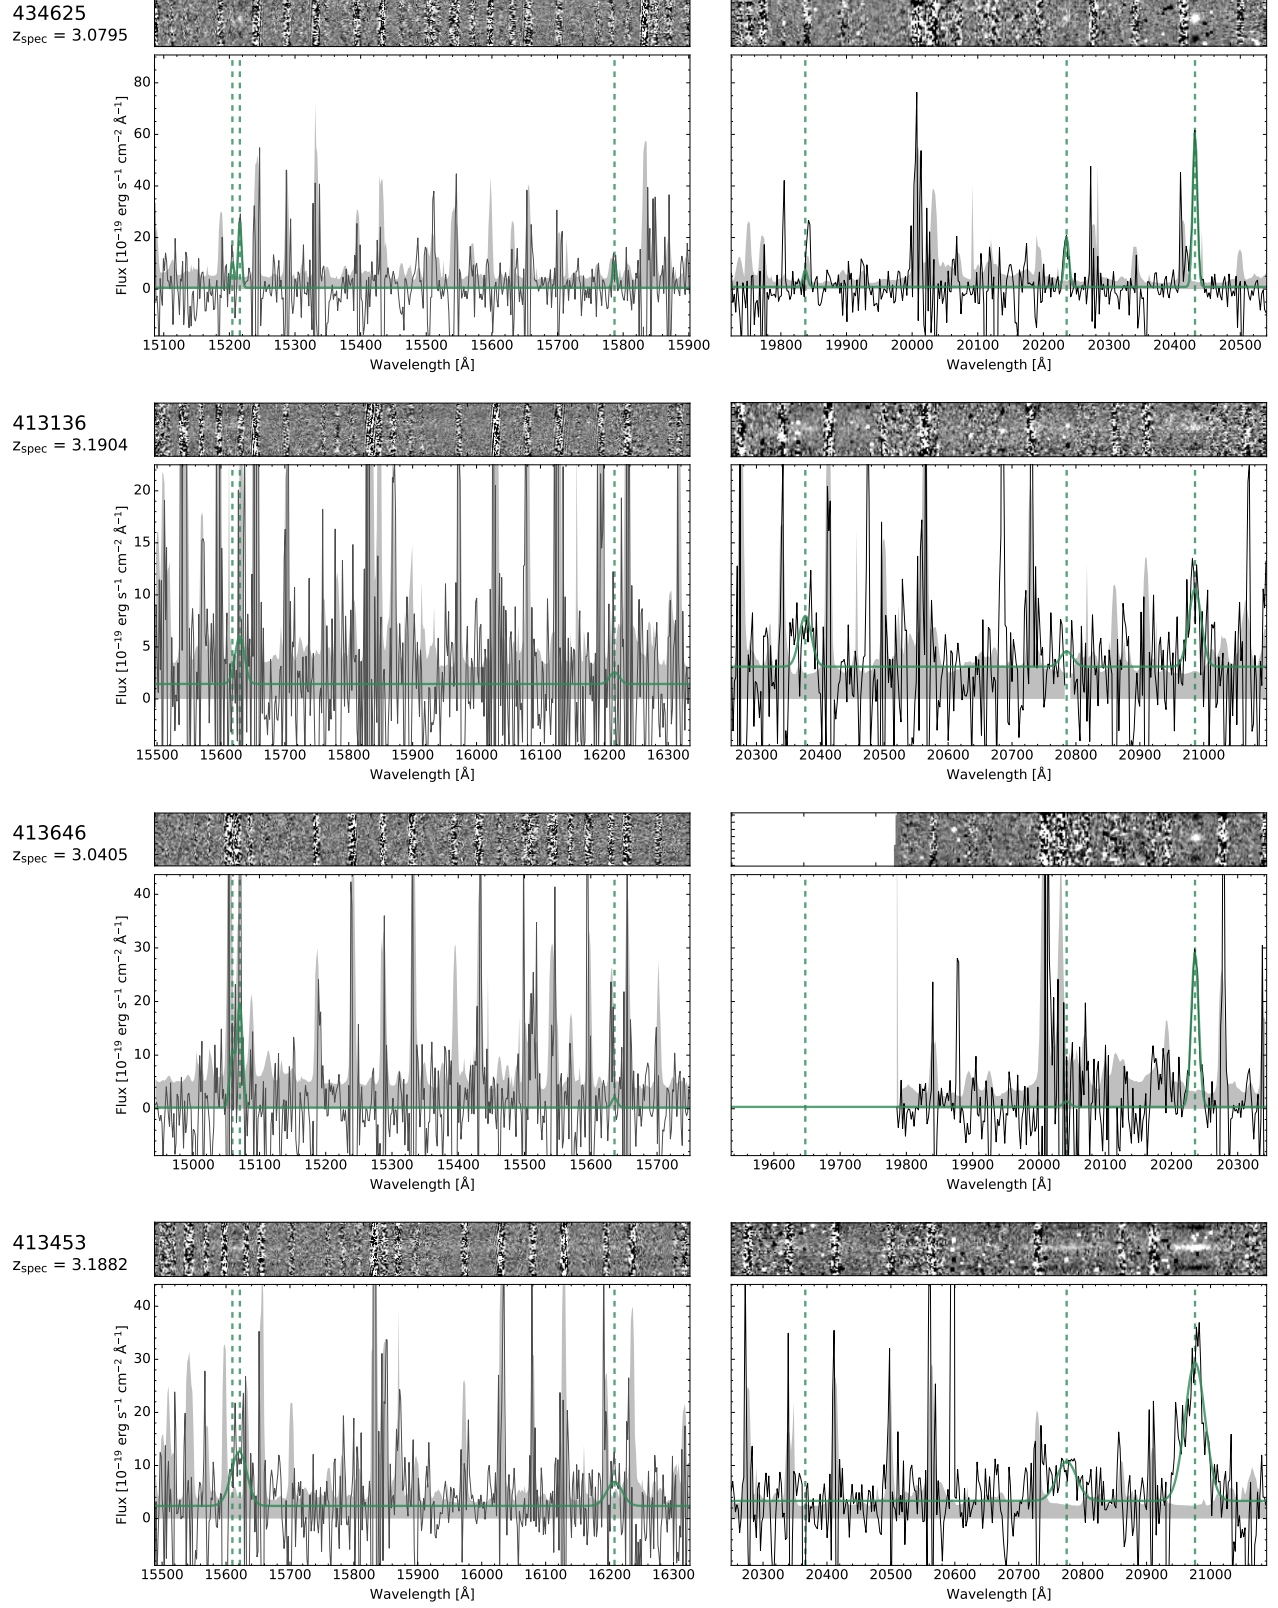 434625
zspec = 3.0795
Flux [10−19 erg s−1 cm−2 Å−1]
80
60
40
20
0
15100 15200 15300 15400 15500 15600 15700 15800 15900
Wavelength [Å]
19800 19900 20000 20100 20200 20300 20400 20500
Wavelength [Å]
413136
zspec = 3.1904
Flux [10−19 erg s−1 cm−2 Å−1]
20
15
10
5
0
15500 15600 15700 15800 15900 16000 16100 16200 16300
Wavelength [Å]
20300 20400 20500 20600 20700 20800 20900 21000
Wavelength [Å]
413646
zspec = 3.0405
Flux [10−19 erg s−1 cm−2 Å−1]
40
30
20
10
0
15000 15100 15200 15300 15400 15500 15600 15700
Wavelength [Å]
19600 19700 19800 19900 20000 20100 20200 20300
Wavelength [Å]
413453
zspec = 3.1882
Flux [10−19 erg s−1 cm−2 Å−1]
40
30
20
10
0
15500 15600 15700 15800 15900 16000 16100 16200 16300
Wavelength [Å]
20300 20400 20500 20600 20700 20800 20900 21000
Wavelength [Å]